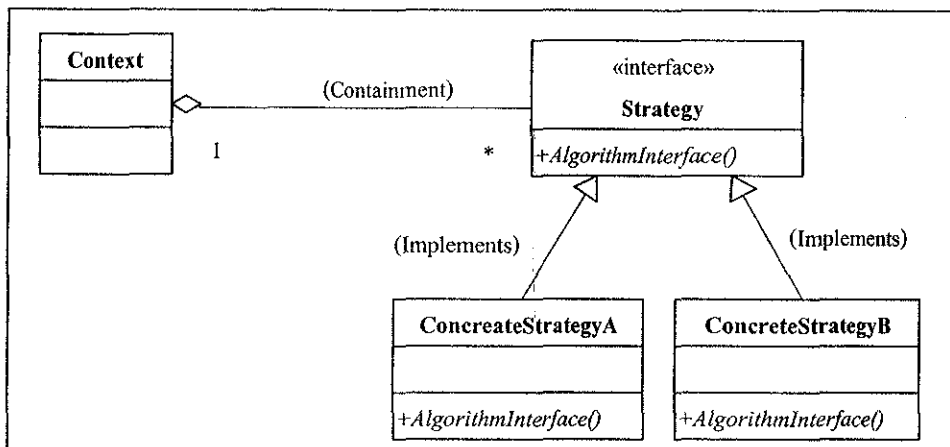 Context
«interface»
(Containment)
Strategy
1
*
+AlgorithmInterface()
(Implements)
(Implements)
ConcreateStrategyA
ConcreteStrategyB
+AlgorithmInterface()
+AlgorithmInterface()